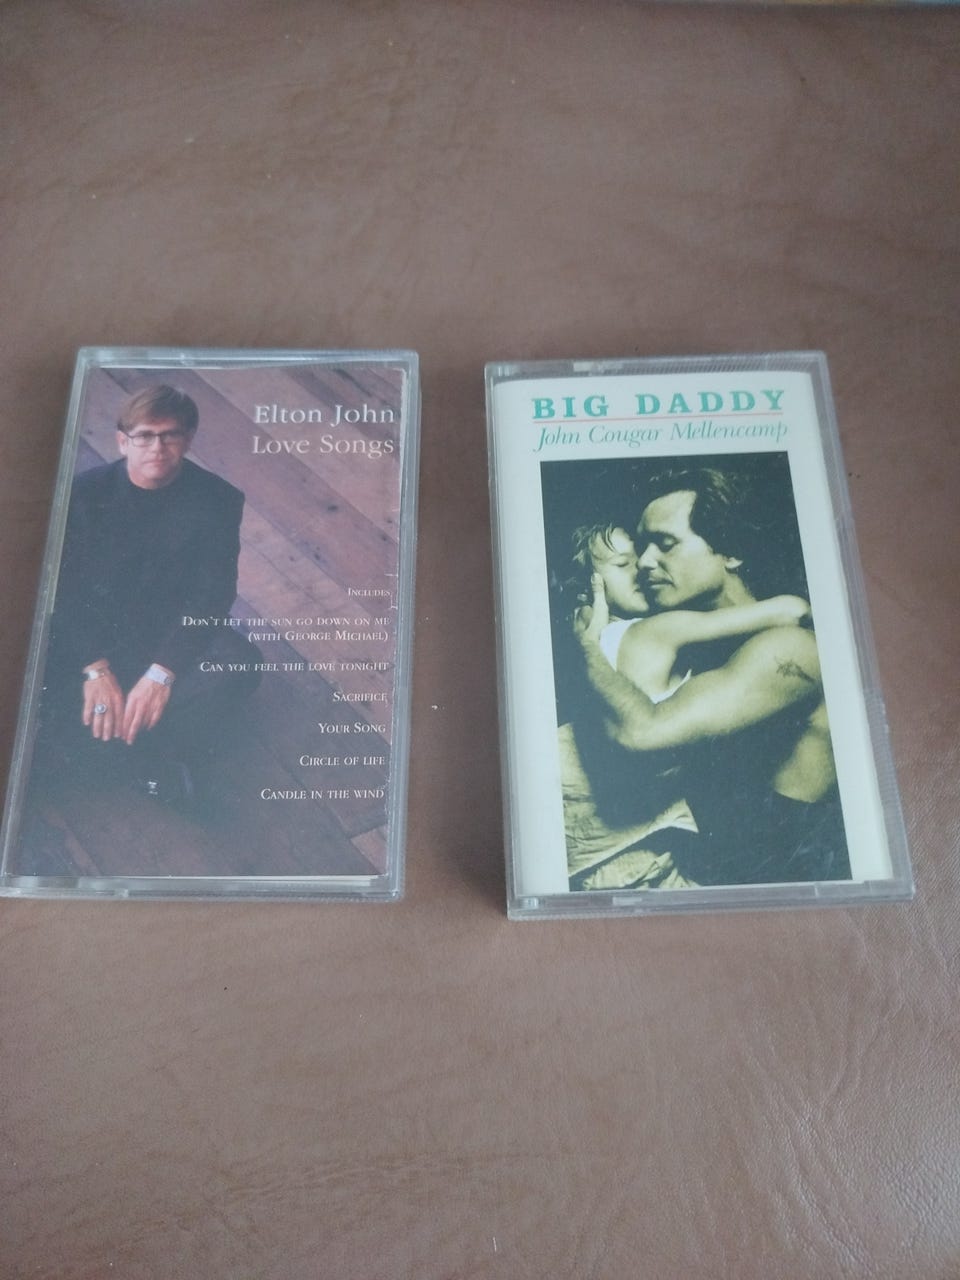 Elton John
Love Songs
Includes
Don't let the sun go down on me
(with George Michael)
Can you feel the love tonight
Sacrifice
Your Song
Circle of life
Candle in the wind
BIG DADDY
John Cougar Mellencamp